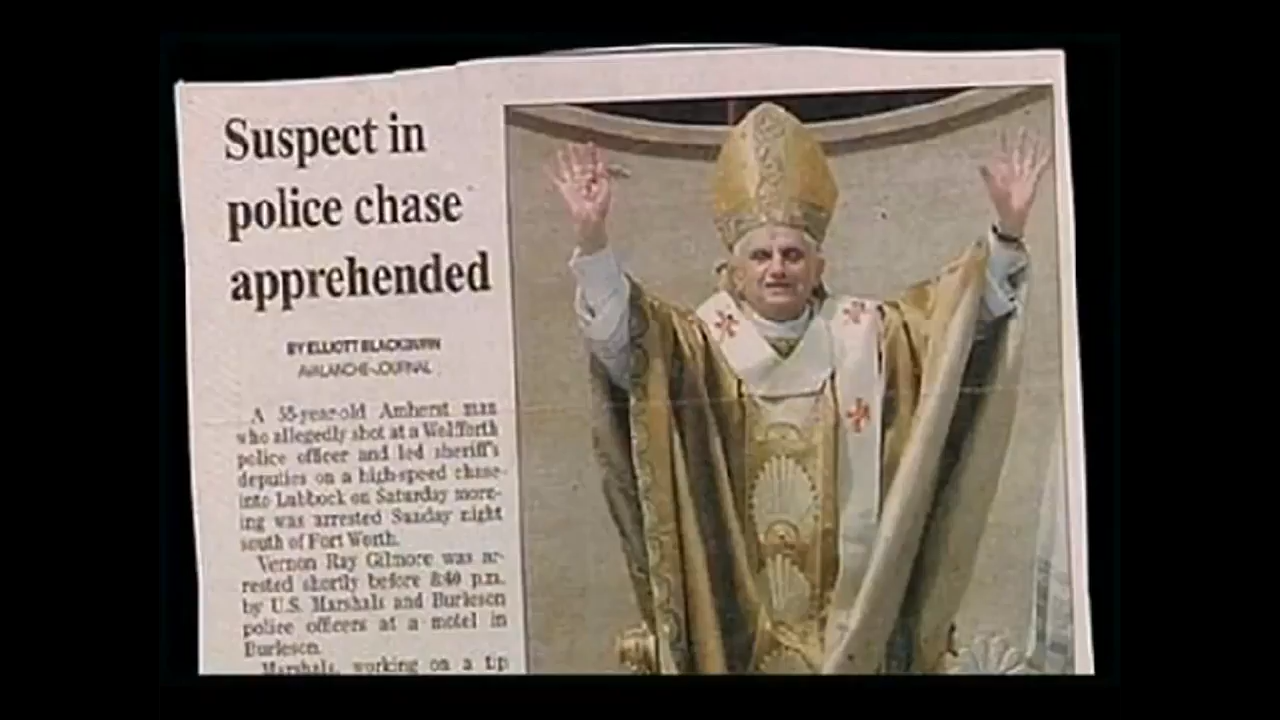 Suspect in
police chase
apprehended
BY ELLIOTT BLACKBURN
AVALANCHE-JOURNAL
A 55-year-old Amherst man
who allegedly shot at a Wolfforth
police officer and led sheriff's
deputies on a high-speed chase
into Lubbock on Saturday morn-
ing was arrested Sunday night
south of Fort Worth.
Vernon Ray Gilmore was ar-
rested shortly before 8:40 p.m.
by U.S. Marshals and Burleson
police officers at a motel in
Burleson.
Marshals, working on a tip